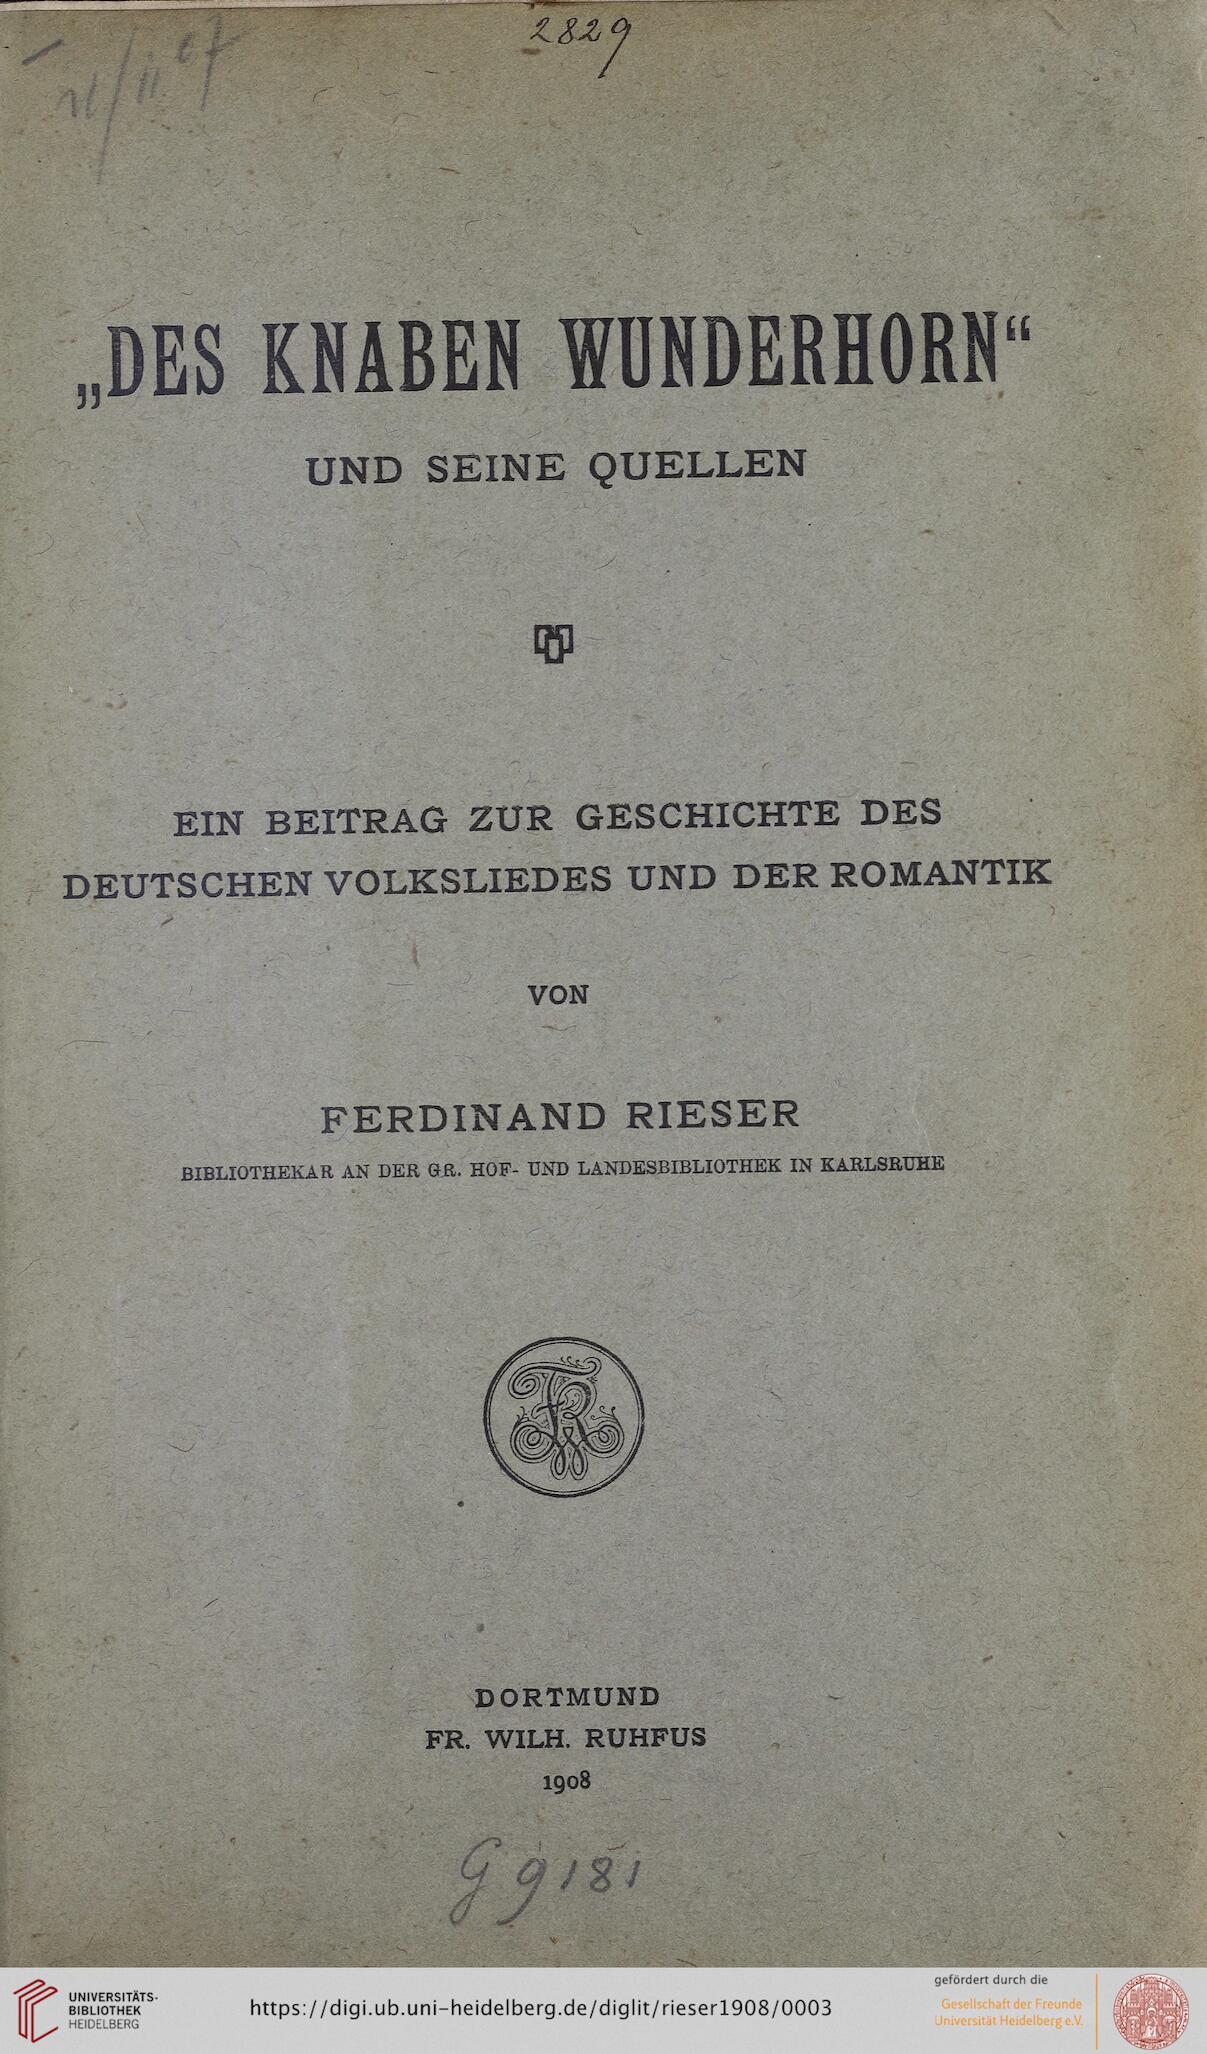 2829
„DES KNABEN WUNDERHORN“
UND SEINE QUELLEN
EIN BEITRAG ZUR GESCHICHTE DES
DEUTSCHEN VOLKSLIEDES UND DER ROMANTIK
VON
FERDINAND RIESER
BIBLIOTHEKAR AN DER GR. HOF- UND LANDESBIBLIOTHEK IN KARLSRUHE
DORTMUND
FR. WILH. RUHFUS
1908
G 9181
UNIVERSITÄTS-
BIBLIOTHEK
HEIDELBERG
https://digi.ub.uni-heidelberg.de/diglit/rieser1908/0003
gefördert durch die
Gesellschaft der Freunde
Universität Heidelberg e.V.